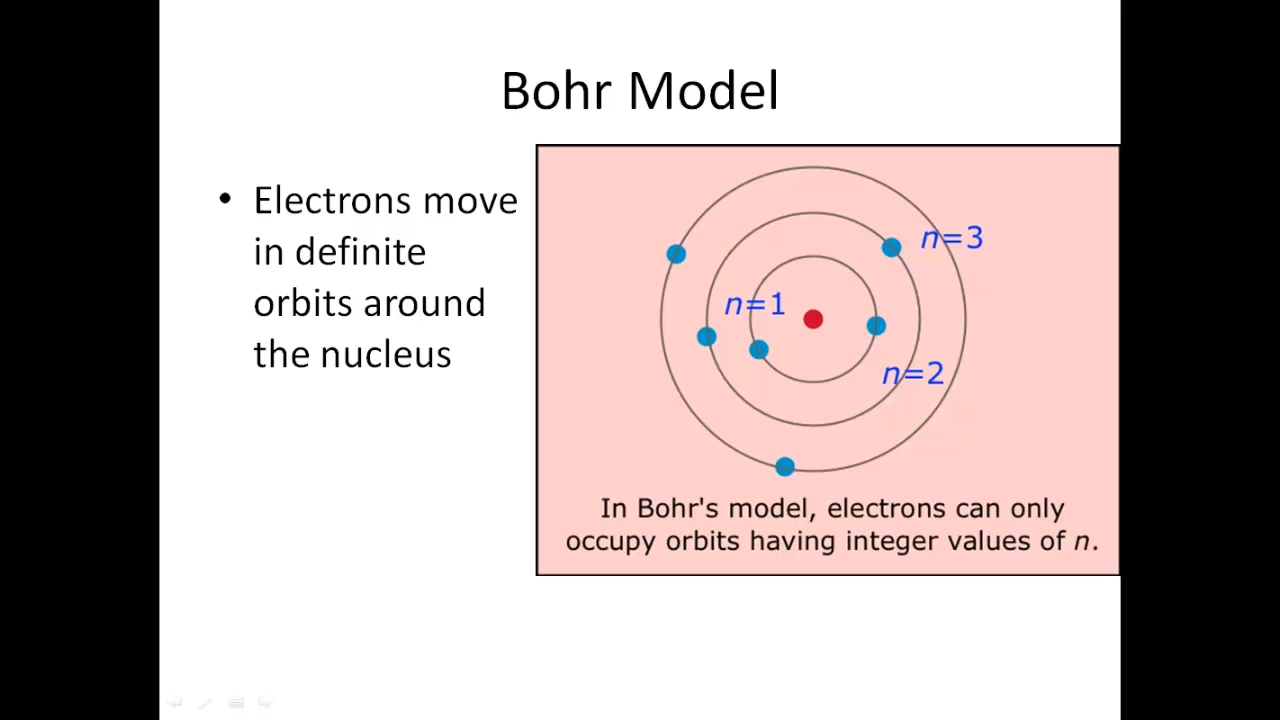 Bohr Model
• Electrons move
in definite
orbits around
the nucleus
n=3
n=1
n=2
In Bohr's model, electrons can only
occupy orbits having integer values of n.